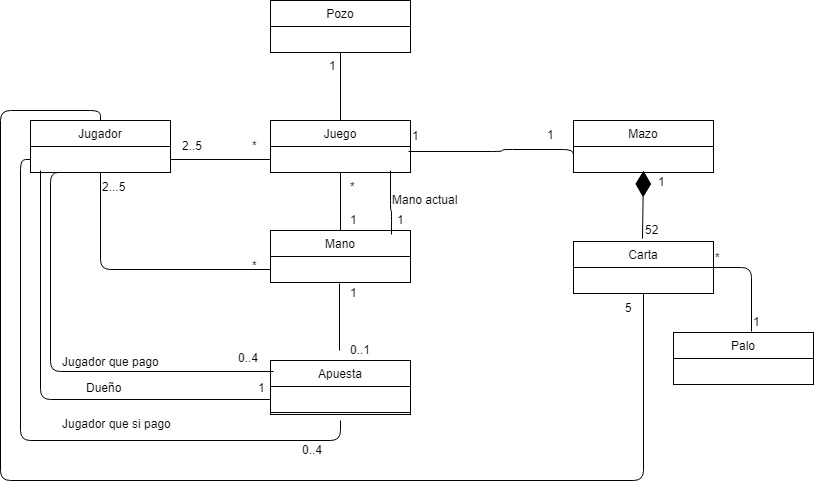 Pozo
1
Jugador
2..5
*
Juego
1
1
Mazo
2...5
*
Mano actual
1
1
1
52
Mano
*
1
Carta
*
5
1
Palo
0..1
Jugador que pago
0..4
Apuesta
Dueño
1
Jugador que si pago
0..4